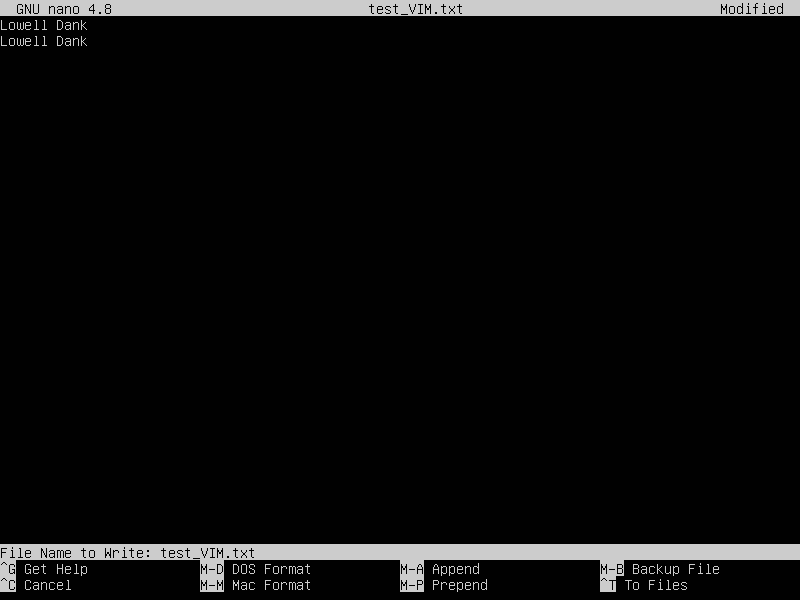 GNU nano 4.8 test_VIM.txt Modified
Lowell Dank
Lowell Dank
File Name to Write: test_VIM.txt
^G Get Help M-D DOS Format M-A Append M-B Backup File
^C Cancel M-M Mac Format M-P Prepend ^T To Files